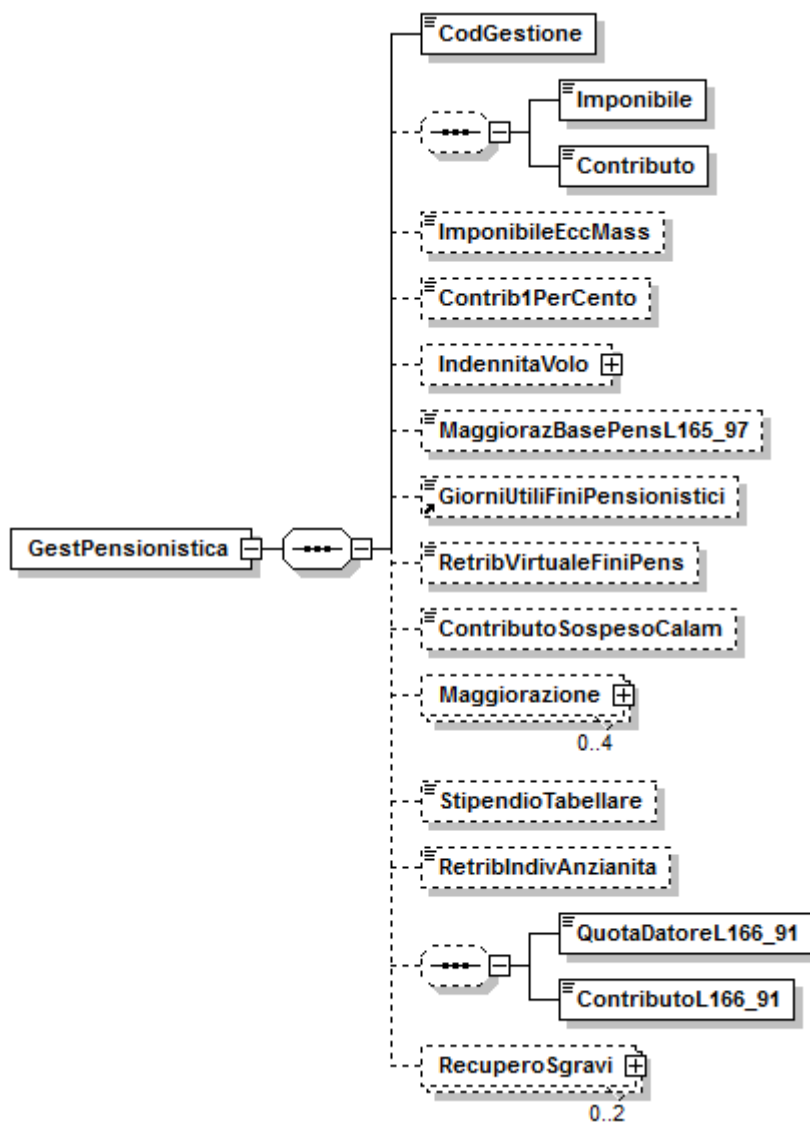 CodGestione
Imponibile
Contributo
ImponibileEccMass
Contrib1PerCento
IndennitaVolo
MaggiorazBasePensL165_97
GiorniUtiliFiniPensionistici
GestPensionistica
RetribVirtualeFiniPens
ContributoSospesoCalam
Maggiorazione
0..4
StipendioTabellare
RetribIndivAnzianita
QuotaDatoreL166_91
ContributoL166_91
RecuperoSgravi
0..2